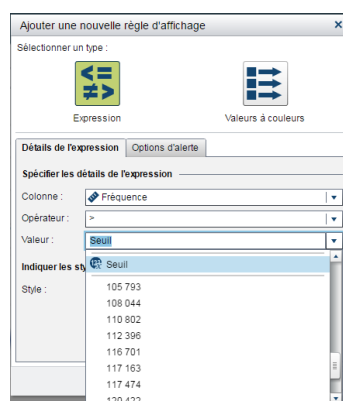 Ajouter une nouvelle règle d'affichage
Sélectionner un type :
Expression
Valeurs à couleurs
Détails de l'expression
Options d'alerte
Spécifier les détails de l'expression
Colonne :
Fréquence
Opérateur :
>
Valeur :
Seuil
Indiquer les sty
Seuil
Style :
105 793
108 044
110 802
112 396
116 701
117 163
117 474
120 422